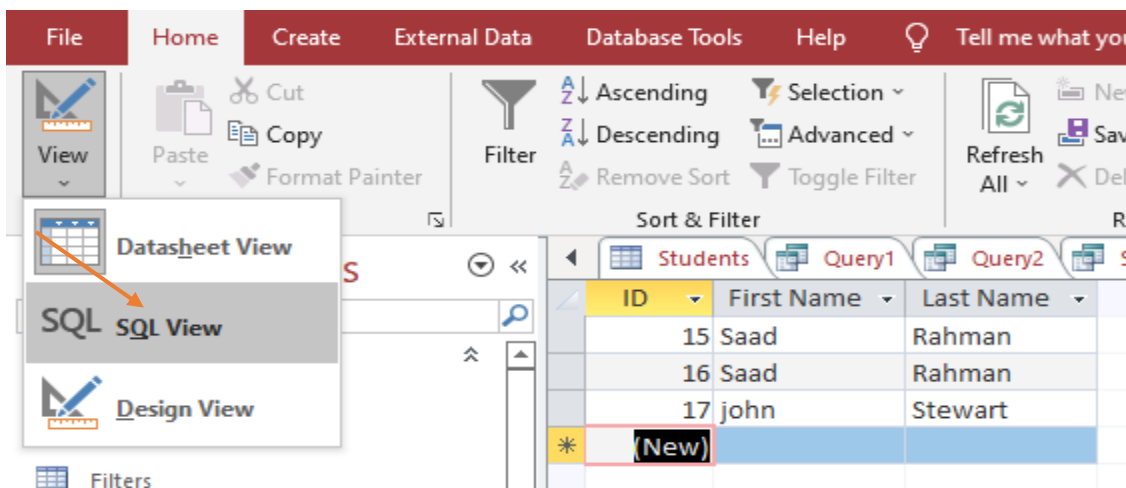 File Home Create External Data Database Tools Help Tell me what you
View
Paste
Cut
Copy
Format Painter
Filter
Ascending
Descending
Remove Sort
Selection
Advanced
Toggle Filter
Sort & Filter
Refresh
All
Datasheet View
SQL SQL View
Design View
S
Filters
Students Query1 Query2
ID First Name Last Name
15 Saad Rahman
16 Saad Rahman
17 john Stewart
(New)